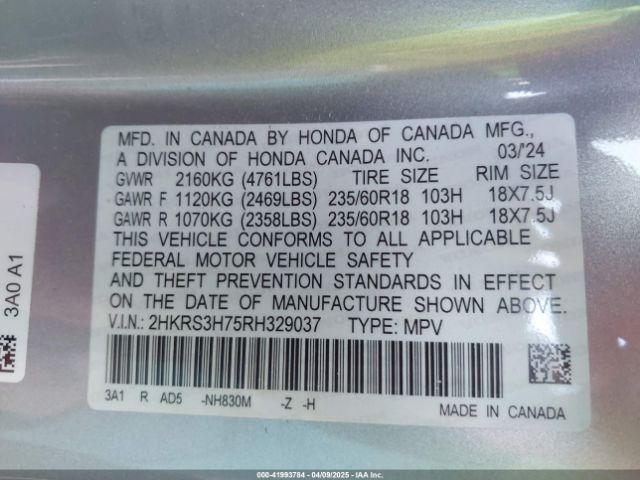 MFD. IN CANADA BY HONDA OF CANADA MFG.,
A DIVISION OF HONDA CANADA INC. 03/'24
GVWR 2160KG (4761LBS) TIRE SIZE RIM SIZE
GAWR F 1120KG (2469LBS) 235/60R18 103H 18X7.5J
GAWR R 1070KG (2358LBS) 235/60R18 103H 18X7.5J
THIS VEHICLE CONFORMS TO ALL APPLICABLE
FEDERAL MOTOR VEHICLE SAFETY
AND THEFT PREVENTION STANDARDS IN EFFECT
ON THE DATE OF MANUFACTURE SHOWN ABOVE.
V.I.N.: 2HKRS3H75RH329037 TYPE: MPV
3A1 R AD5 -NH830M -Z -H
MADE IN CANADA
3A0 A1
000-41993784 | 04/09/2025 | IAA Inc.